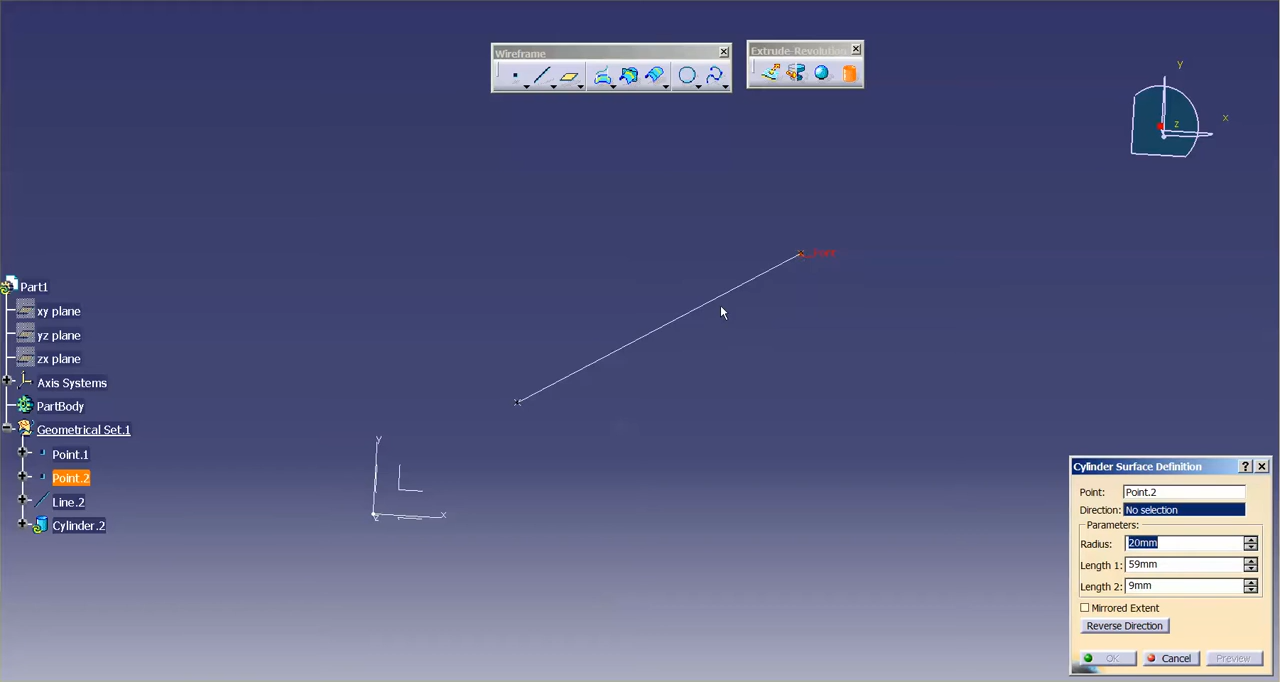 Wireframe
Extrude-Revolution
y
x
z
Point
Part1
xy plane
yz plane
zx plane
Axis Systems
PartBody
Geometrical Set.1
Point.1
Point.2
Line.2
Cylinder.2
y
x
z
Cylinder Surface Definition
Point: Point.2
Direction: No selection
Parameters:
Radius: 20mm
Length 1: 59mm
Length 2: 9mm
Mirrored Extent
Reverse Direction
OK Cancel Preview